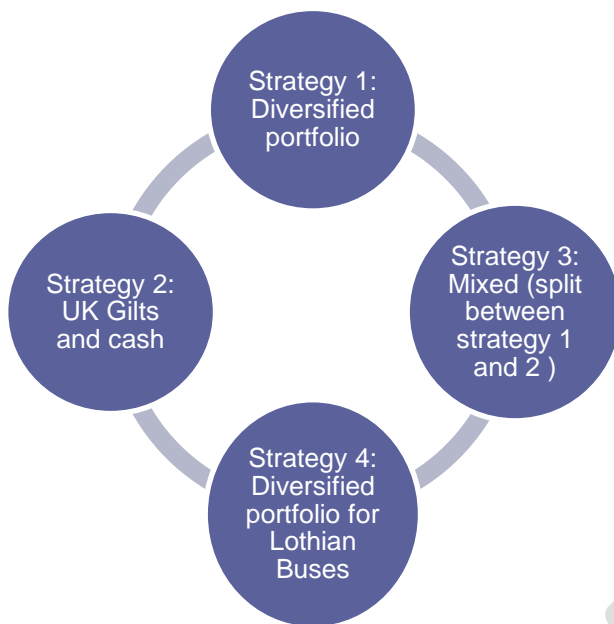 Strategy 1:
Diversified
portfolio
Strategy 2:
UK Gilts
and cash
Strategy 3:
Mixed (split
between
strategy 1
and 2 )
Strategy 4:
Diversified
portfolio for
Lothian
Buses